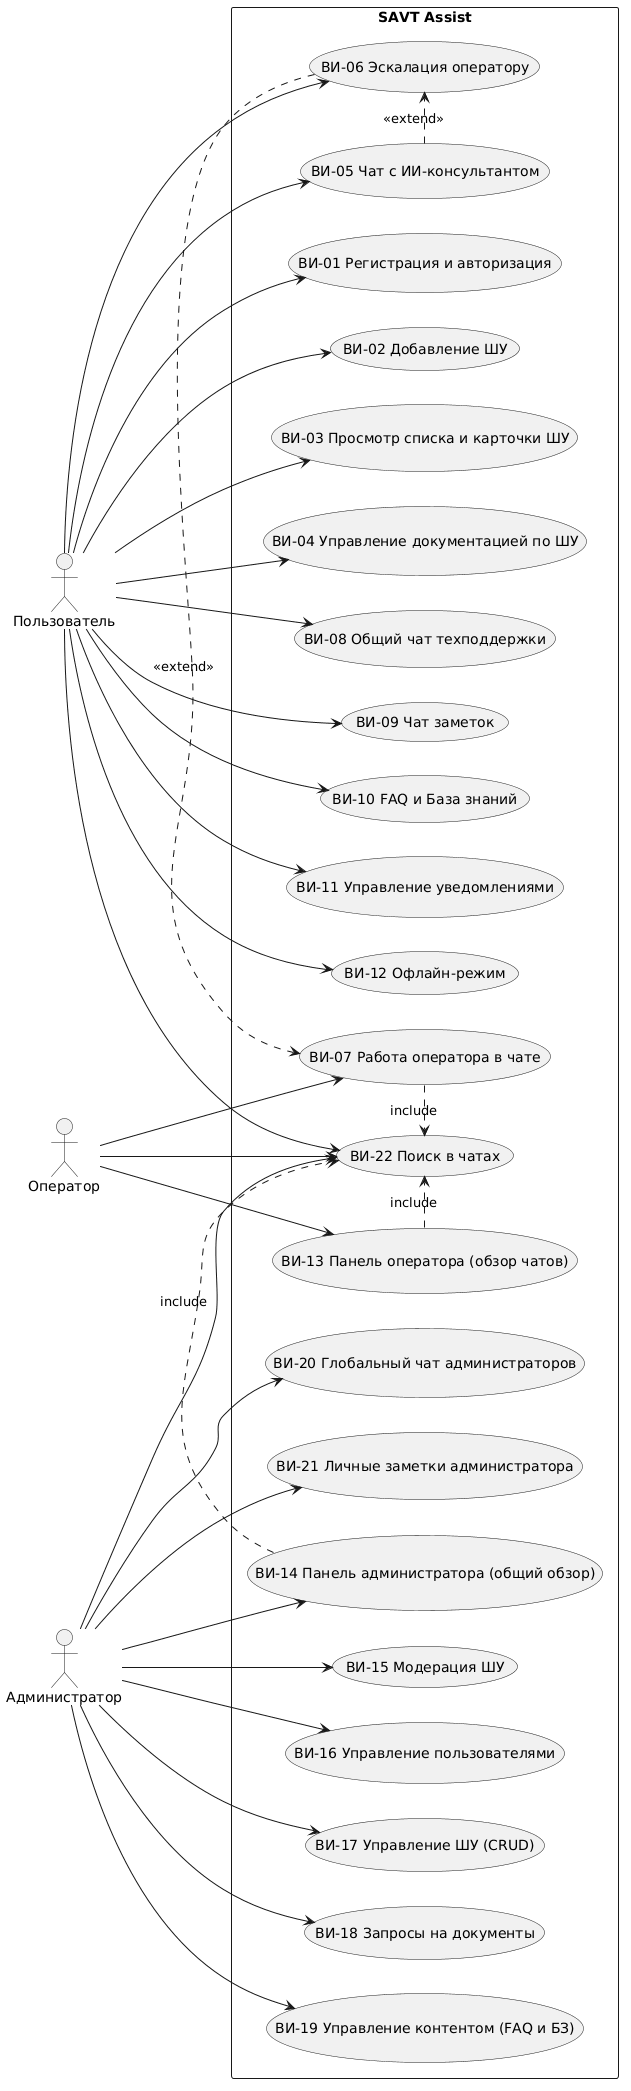 SAVT Assist
ВИ-06 Эскалация оператору
«extend»
ВИ-05 Чат с ИИ-консультантом
ВИ-01 Регистрация и авторизация
ВИ-02 Добавление ШУ
ВИ-03 Просмотр списка и карточки ШУ
ВИ-04 Управление документацией по ШУ
Пользователь
ВИ-08 Общий чат техподдержки
«extend»
ВИ-09 Чат заметок
ВИ-10 FAQ и База знаний
ВИ-11 Управление уведомлениями
ВИ-12 Офлайн-режим
ВИ-07 Работа оператора в чате
include
ВИ-22 Поиск в чатах
Оператор
include
ВИ-13 Панель оператора (обзор чатов)
include
ВИ-20 Глобальный чат администраторов
ВИ-21 Личные заметки администратора
ВИ-14 Панель администратора (общий обзор)
ВИ-15 Модерация ШУ
Администратор
ВИ-16 Управление пользователями
ВИ-17 Управление ШУ (CRUD)
ВИ-18 Запросы на документы
ВИ-19 Управление контентом (FAQ и БЗ)